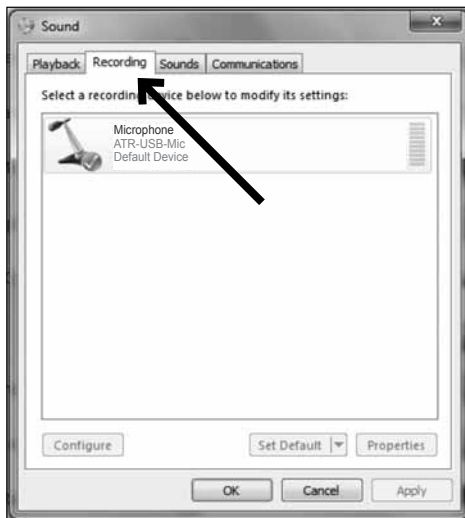 Sound
Playback Recording Sounds Communications
Select a recording device below to modify its settings:
Microphone
ATR-USB-Mic
Default Device
Configure Set Default Properties
OK Cancel Apply